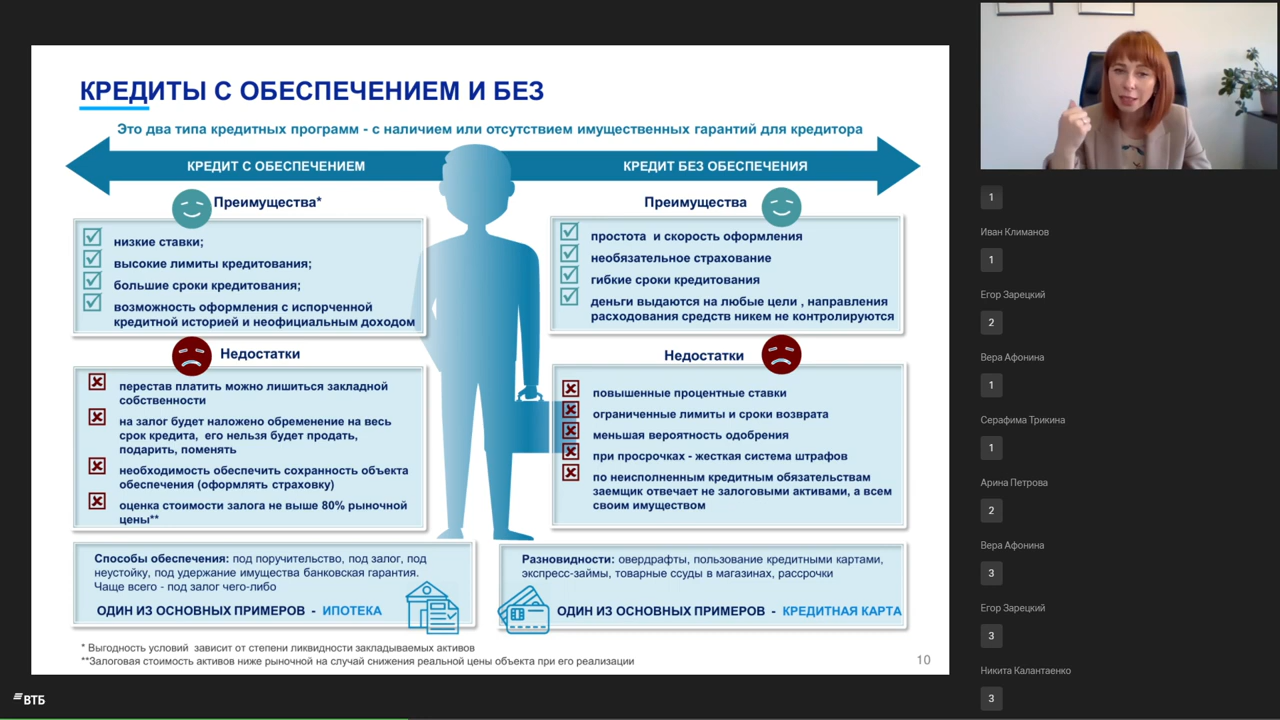 КРЕДИТЫ С ОБЕСПЕЧЕНИЕМ И БЕЗ
Это два типа кредитных программ - с наличием или отсутствием имущественных гарантий для кредитора
КРЕДИТ С ОБЕСПЕЧЕНИЕМ
Преимущества*
низкие ставки;
высокие лимиты кредитования;
большие сроки кредитования;
возможность оформления с испорченной
кредитной историей и неофициальным доходом
Недостатки
перестав платить можно лишиться закладной
собственности
на залог будет наложено обременение на весь
срок кредита, его нельзя будет продать,
подарить, поменять
необходимость обеспечить сохранность объекта
обеспечения (оформлять страховку)
оценка стоимости залога не выше 80% рыночной
цены**
Способы обеспечения: под поручительство, под залог, под
неустойку, под удержание имущества банковская гарантия.
Чаще всего - под залог чего-либо
ОДИН ИЗ ОСНОВНЫХ ПРИМЕРОВ - ИПОТЕКА
КРЕДИТ БЕЗ ОБЕСПЕЧЕНИЯ
Преимущества
простота и скорость оформления
необязательное страхование
гибкие сроки кредитования
деньги выдаются на любые цели , направления
расходования средств никем не контролируются
Недостатки
повышенные процентные ставки
ограниченные лимиты и сроки возврата
меньшая вероятность одобрения
при просрочках - жесткая система штрафов
по неисполненным кредитным обязательствам
заемщик отвечает не залоговыми активами, а всем
своим имуществом
Разновидности: овердрафты, пользование кредитными картами,
экспресс-займы, товарные ссуды в магазинах, рассрочки
ОДИН ИЗ ОСНОВНЫХ ПРИМЕРОВ - КРЕДИТНАЯ КАРТА
* Выгодность условий зависит от степени ликвидности закладываемых активов
**Залоговая стоимость активов ниже рыночной на случай снижения реальной цены объекта при его реализации
10
ВТБ
1
Иван Климанов
1
Егор Зарецкий
2
Вера Афонина
1
Серафима Трикина
1
Арина Петрова
2
Вера Афонина
3
Егор Зарецкий
3
Никита Калантаенко
3